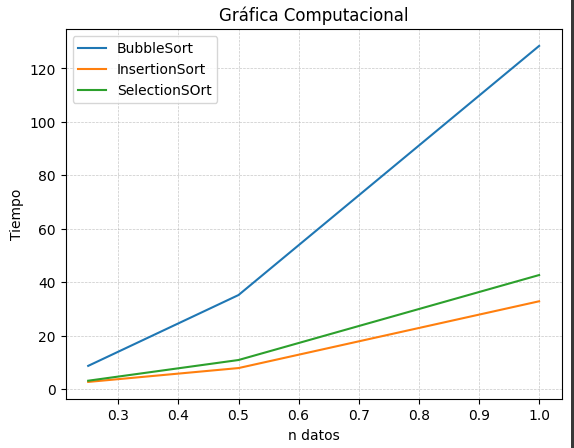 Gráfica Computacional
BubbleSort
InsertionSort
SelectionSOrt
120
100
80
60
40
20
0
Tiempo
0.3 0.4 0.5 0.6 0.7 0.8 0.9 1.0
n datos